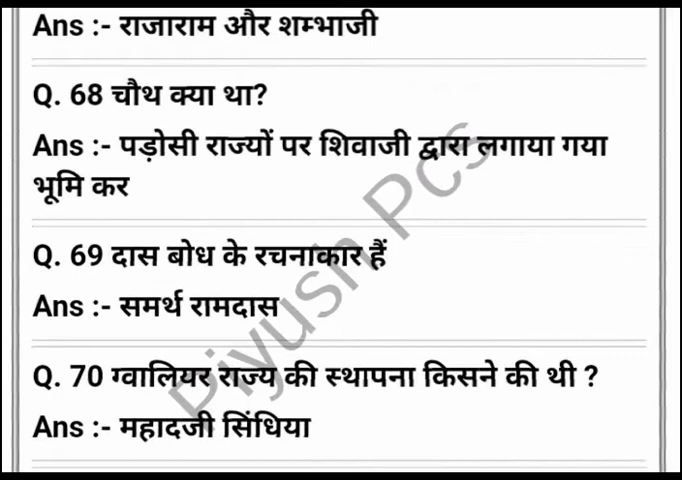 Ans :- राजाराम और शम्भाजी
Q. 68 चौथ क्या था?
Ans :- पड़ोसी राज्यों पर शिवाजी द्वारा लगाया गया
भूमि कर
Q. 69 दास बोध के रचनाकार हैं
Ans :- समर्थ रामदास
Q. 70 ग्वालियर राज्य की स्थापना किसने की थी ?
Ans :- महादजी सिंधिया
Piyush Pcs